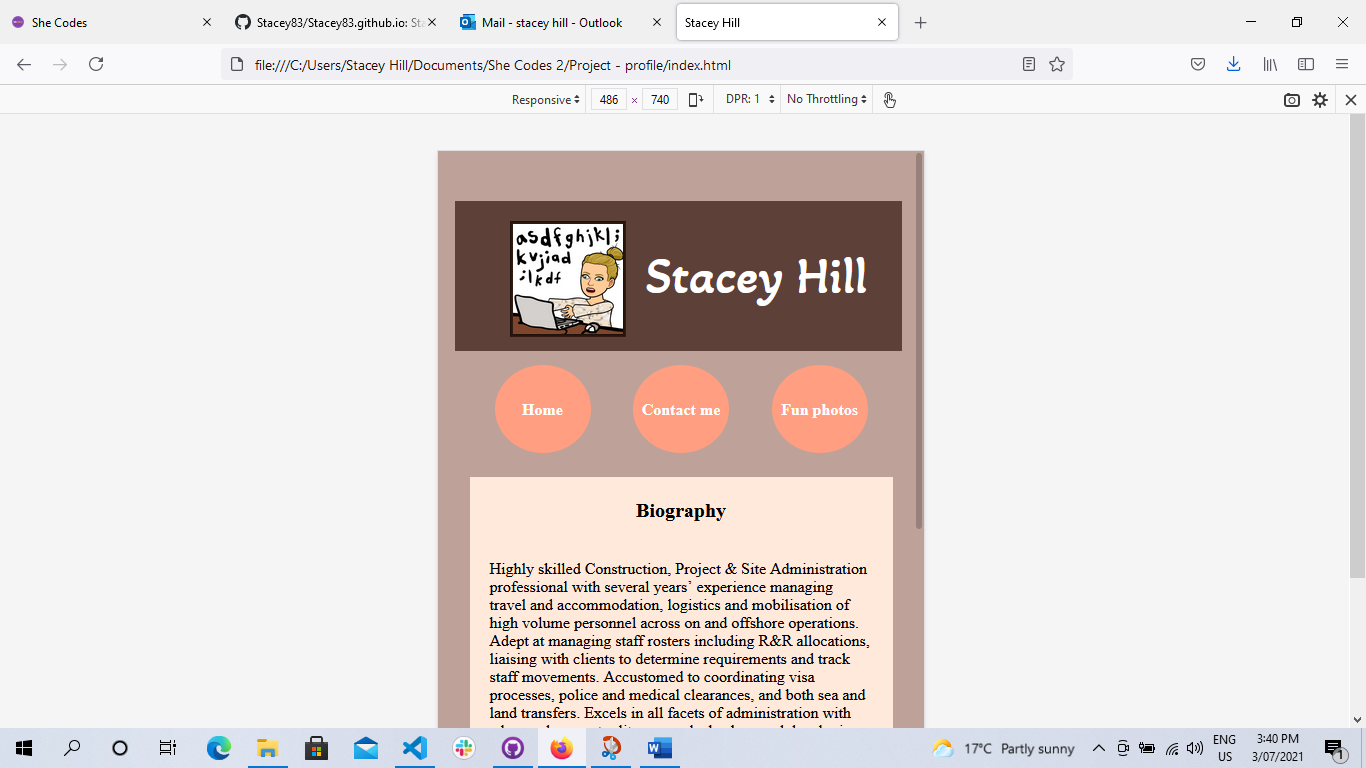 She Codes
Stacey83/Stacey83.github.io: Sta
Mail - stacey hill - Outlook
Stacey Hill
file:///C:/Users/Stacey Hill/Documents/She Codes 2/Project - profile/index.html
Responsive 486 × 740 DPR: 1 No Throttling
asdfghjkl;
kvjiad
;lkdf
Stacey Hill
Home
Contact me
Fun photos
Biography
Highly skilled Construction, Project & Site Administration
professional with several years’ experience managing
travel and accommodation, logistics and mobilisation of
high volume personnel across on and offshore operations.
Adept at managing staff rosters including R&R allocations,
liaising with clients to determine requirements and track
staff movements. Accustomed to coordinating visa
processes, police and medical clearances, and both sea and
land transfers. Excels in all facets of administration with
17°C Partly sunny
ENG
US
3:40 PM
3/07/2021
1